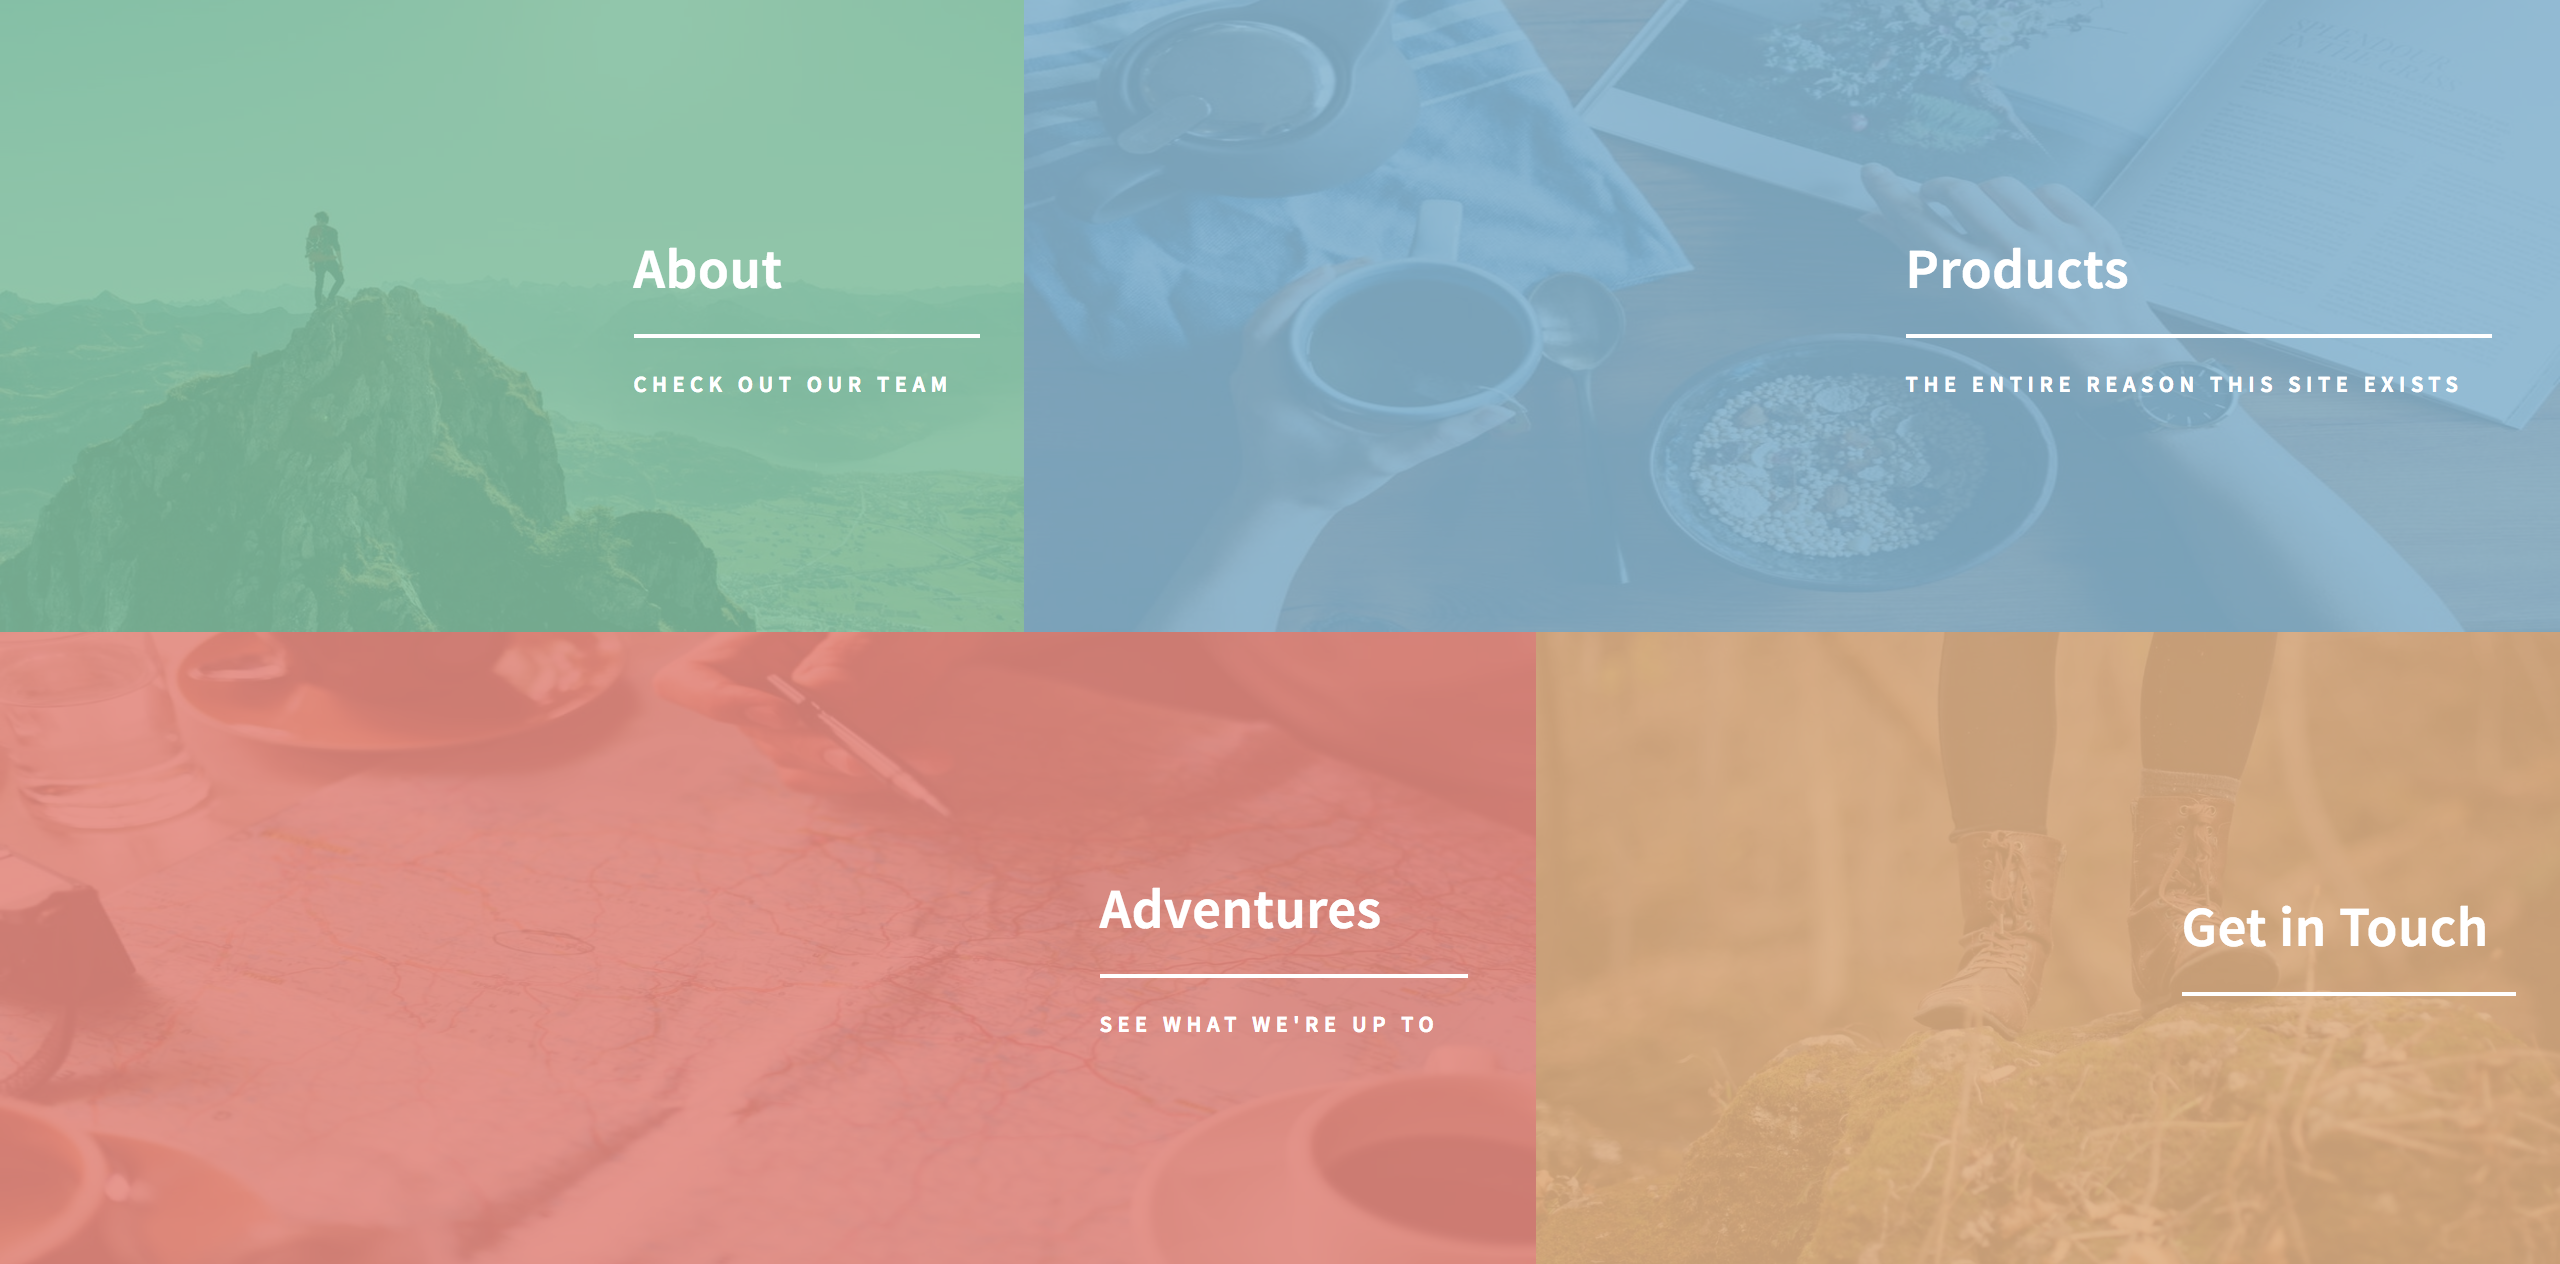 About
CHECK OUT OUR TEAM
Products
THE ENTIRE REASON THIS SITE EXISTS
Adventures
SEE WHAT WE'RE UP TO
Get in Touch